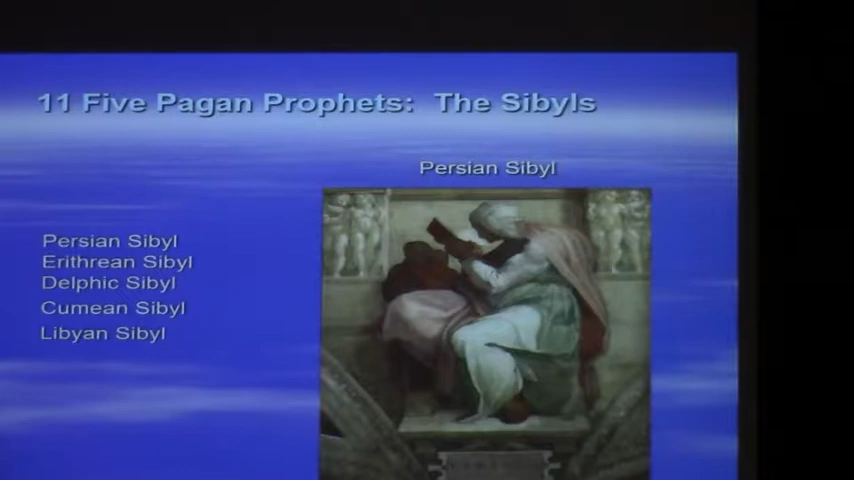 11 Five Pagan Prophets: The Sibyls
Persian Sibyl
Persian Sibyl
Erithrean Sibyl
Delphic Sibyl
Cumean Sibyl
Libyan Sibyl